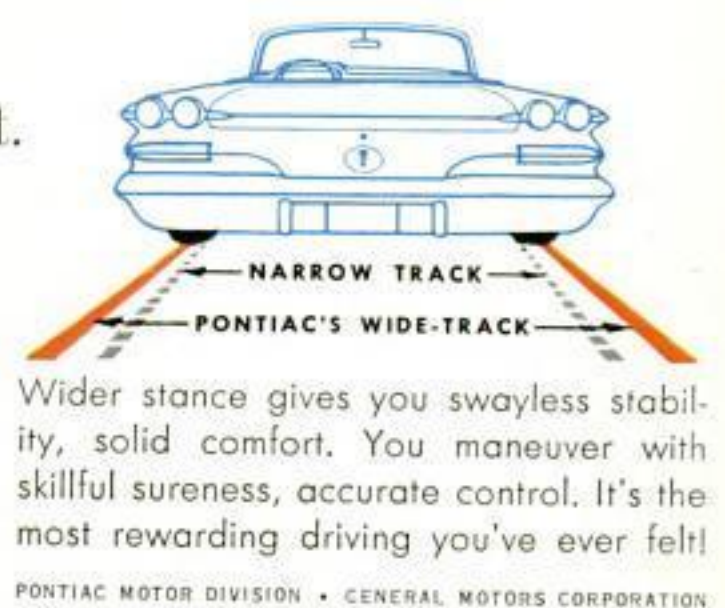 t.
NARROW TRACK
PONTIAC'S WIDE-TRACK
Wider stance gives you swayless stabil-
ity, solid comfort. You maneuver with
skillful sureness, accurate control. It's the
most rewarding driving you've ever felt!
PONTIAC MOTOR DIVISION • GENERAL MOTORS CORPORATION